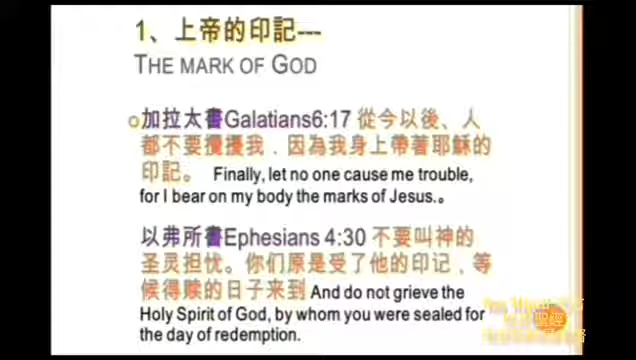 1、上帝的印記---
THE MARK OF GOD
加拉太書Galatians6:17 從今以後、人
都不要攪擾我．因為我身上帶著耶穌的
印記。 Finally, let no one cause me trouble,
for I bear on my body the marks of Jesus.。
以弗所書Ephesians 4:30 不要叫神的
圣灵担忧。你们原是受了他的印记，等
候得赎的日子来到 And do not grieve the
Holy Spirit of God, by whom you were sealed for
the day of redemption.
聖經